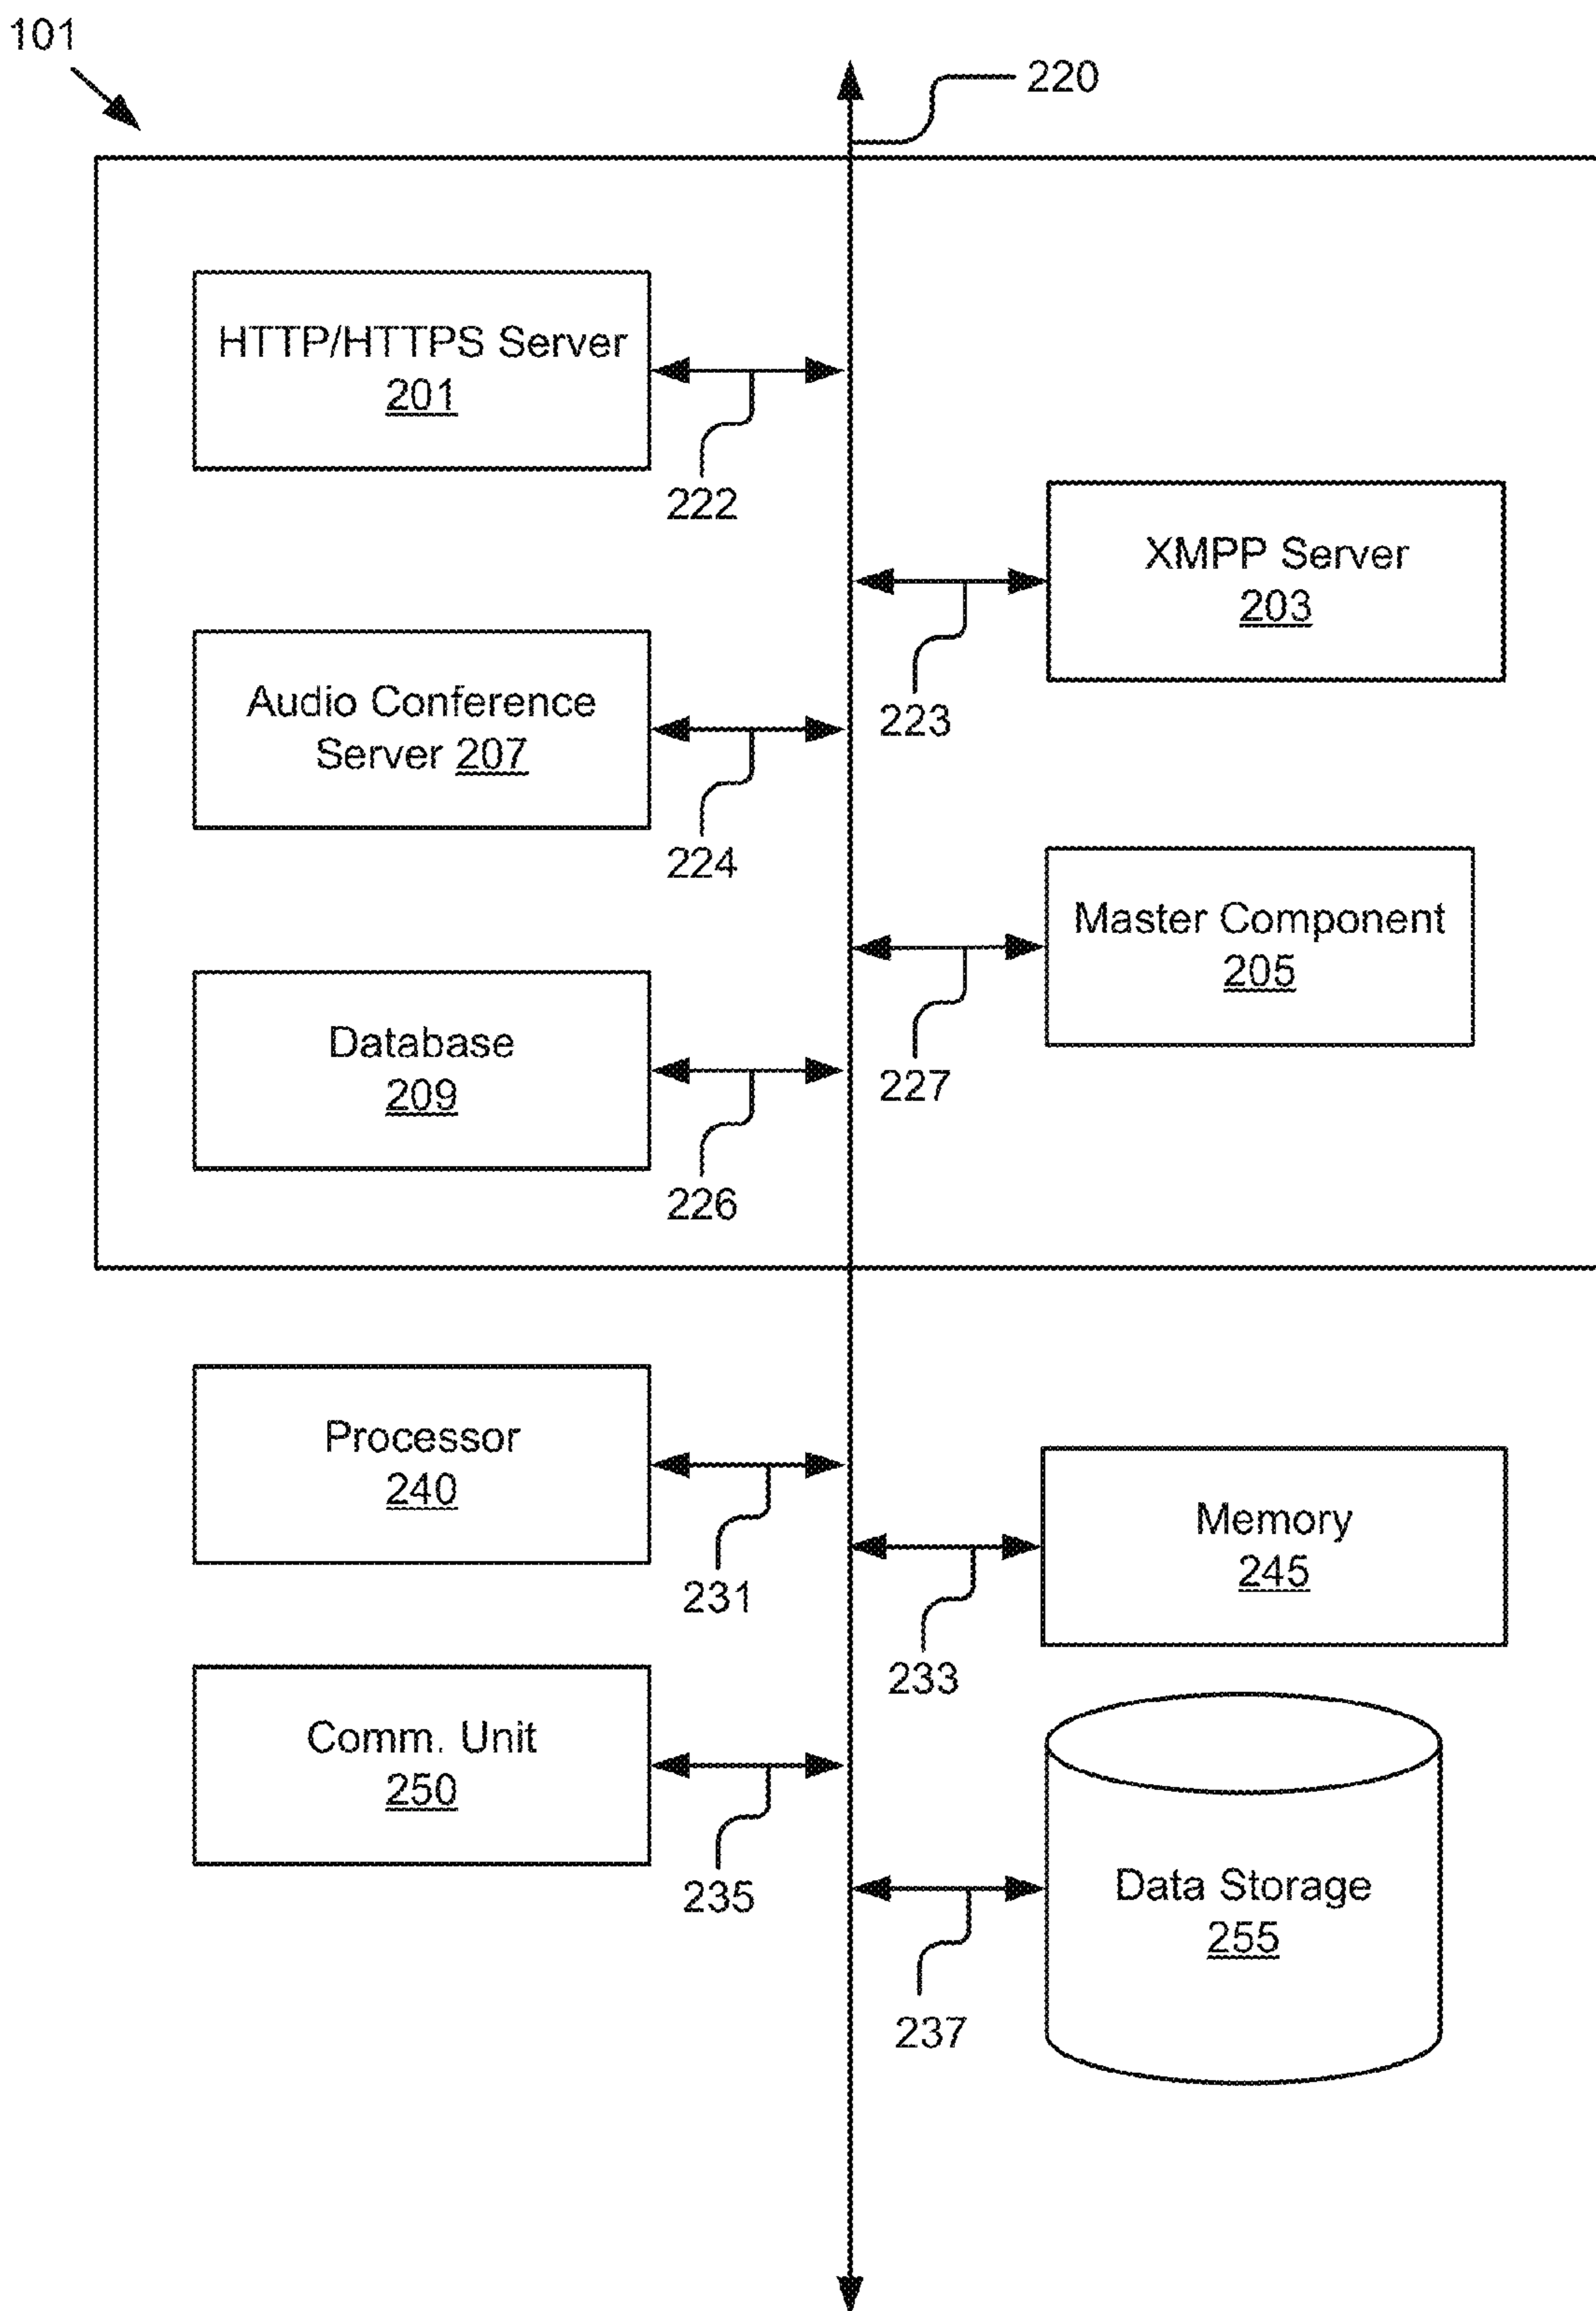 101
220
HTTP/HTTPS Server
201
222
XMPP Server
203
223
Audio Conference
Server 207
224
Master Component
205
227
Database
209
226
Processor
240
231
Memory
245
233
Comm. Unit
250
235
Data Storage
255
237